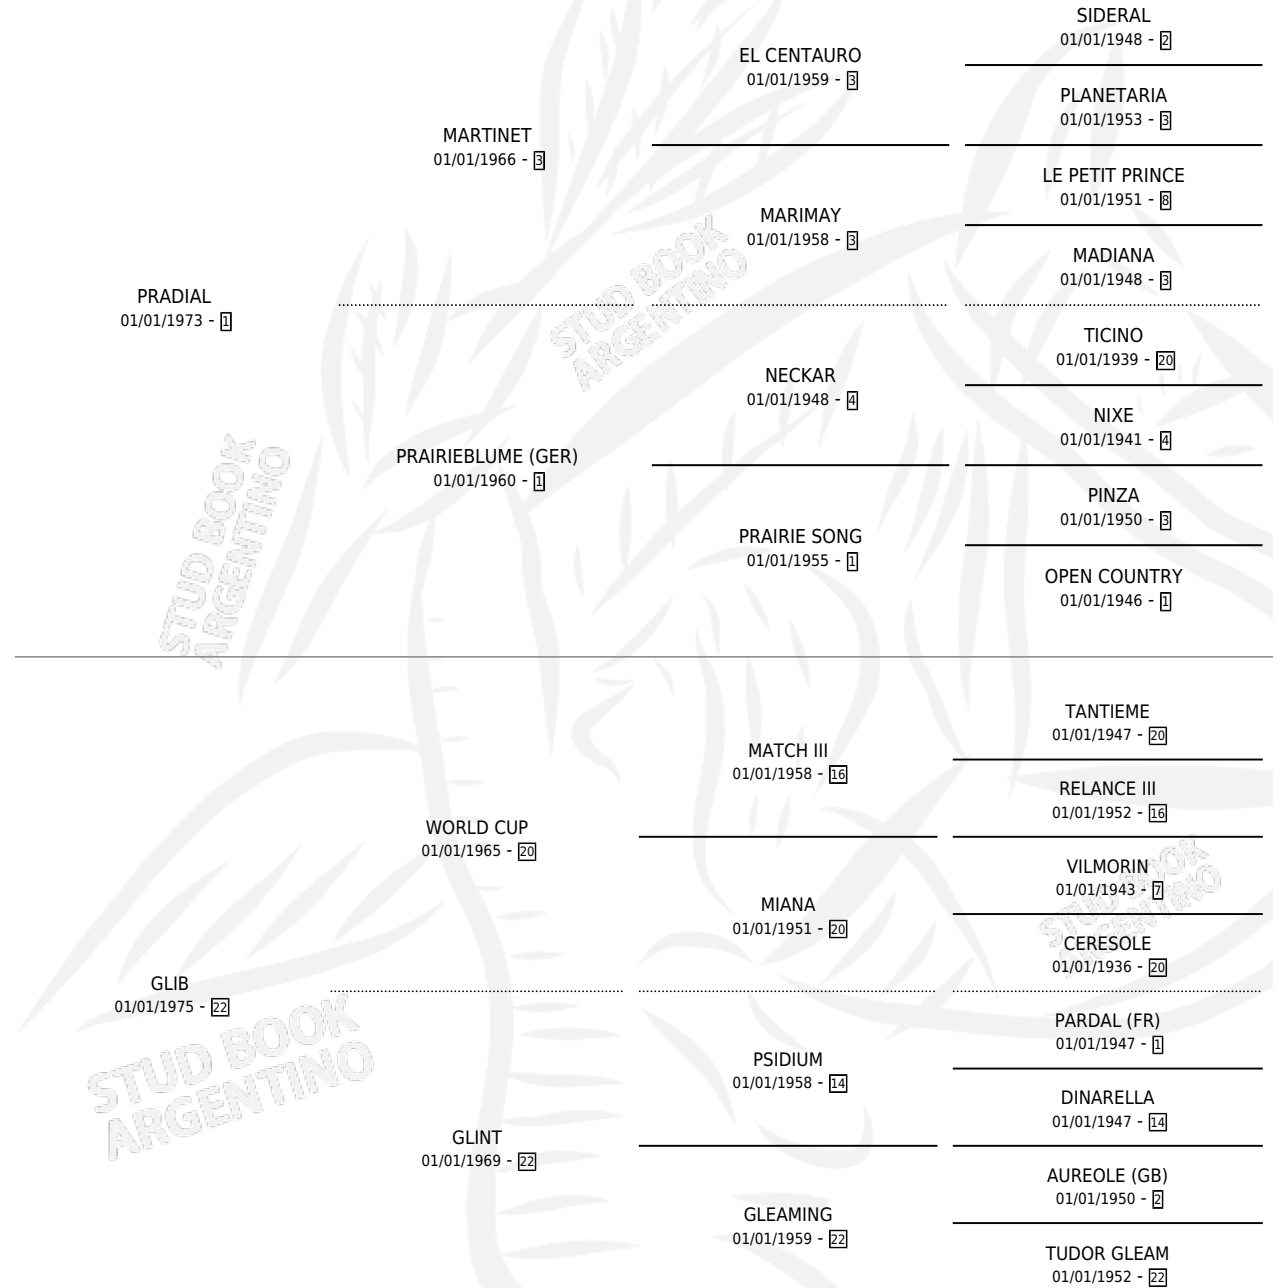 SIDERAL
01/01/1948 - 2
EL CENTAURO
01/01/1959 - 3
PLANETARIA
01/01/1953 - 3
MARTINET
01/01/1966 - 3
LE PETIT PRINCE
01/01/1951 - 8
MARIMAY
01/01/1958 - 3
MADIANA
01/01/1948 - 3
PRADIAL
01/01/1973 - 1
STUD BOOK
ARGENTINO
TICINO
01/01/1939 - 20
NECKAR
01/01/1948 - 4
NIXE
01/01/1941 - 4
PRAIRIEBLUME (GER)
01/01/1960 - 1
PINZA
01/01/1950 - 3
PRAIRIE SONG
01/01/1955 - 1
OPEN COUNTRY
01/01/1946 - 1
STUD BOOK
ARGENTINO
TANTIEME
01/01/1947 - 20
MATCH III
01/01/1958 - 16
RELANCE III
01/01/1952 - 16
WORLD CUP
01/01/1965 - 20
VILMORIN
01/01/1943 - 7
MIANA
01/01/1951 - 20
CERESOLE
01/01/1936 - 20
STUD BOOK
ARGENTINO
GLIB
01/01/1975 - 22
PARDAL (FR)
01/01/1947 - 1
PSIDIUM
01/01/1958 - 14
DINARELLA
01/01/1947 - 14
STUD BOOK
ARGENTINO
GLINT
01/01/1969 - 22
AUREOLE (GB)
01/01/1950 - 2
GLEAMING
01/01/1959 - 22
TUDOR GLEAM
01/01/1952 - 22